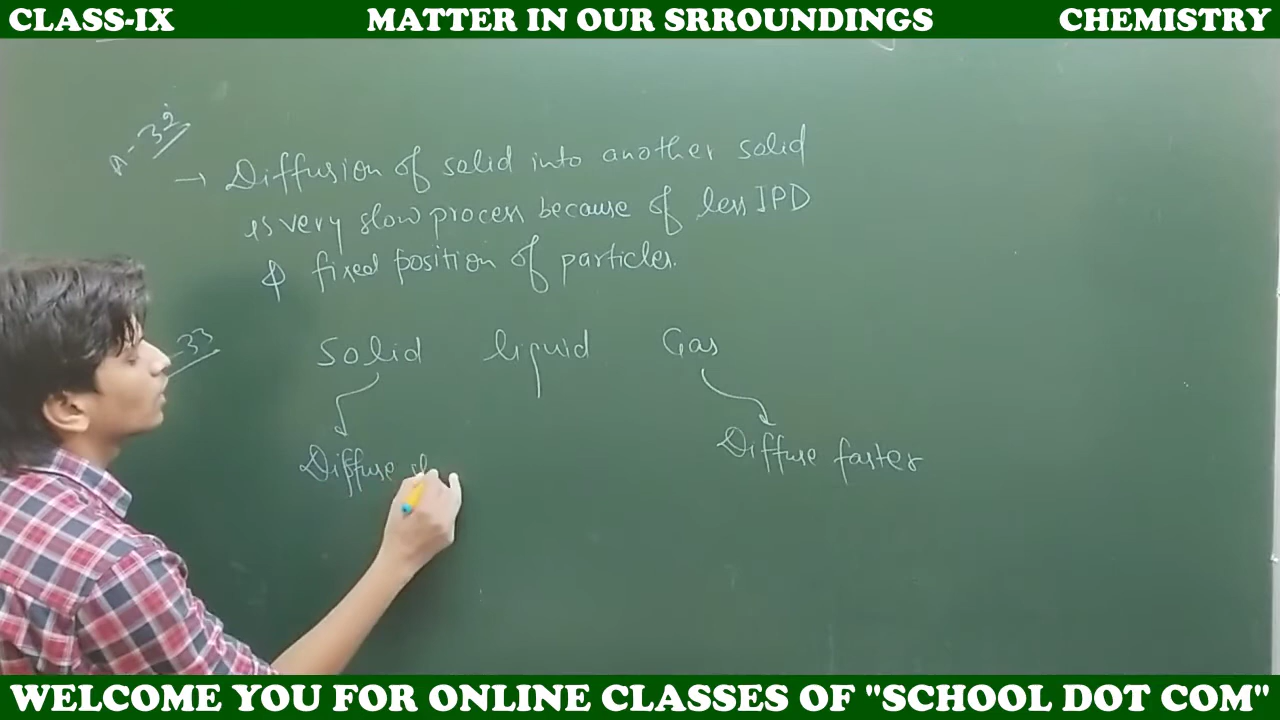 CLASS-IX MATTER IN OUR SRROUNDINGS CHEMISTRY
A-32
→ Diffusion of solid into another solid
is very slow process because of less IPD
& fixed position of particles.
-33
Solid liquid Gas
Diffuse faster
Diffuse
WELCOME YOU FOR ONLINE CLASSES OF "SCHOOL DOT COM"